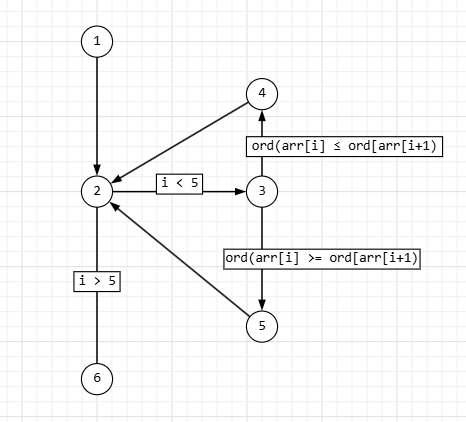 1
4
ord(arr[i] ≤ ord[arr[i+1)
2
i < 5
3
ord(arr[i] >= ord[arr[i+1)
i > 5
5
6